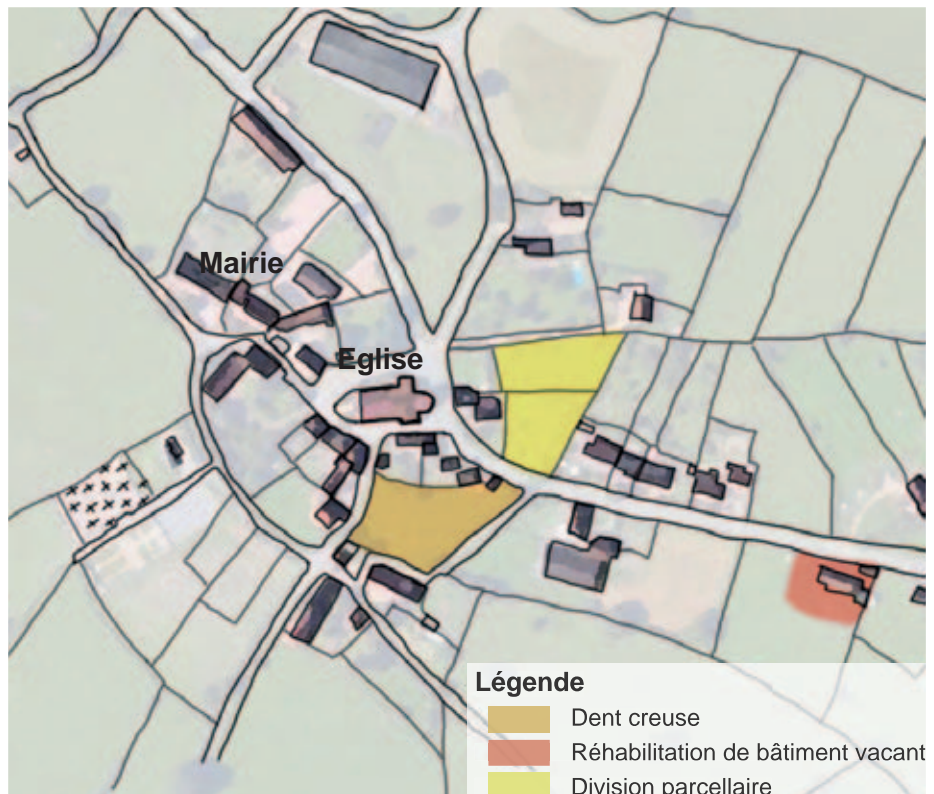 Mairie
Eglise
Légende
Dent creuse
Réhabilitation de bâtiment vacant
Division parcellaire